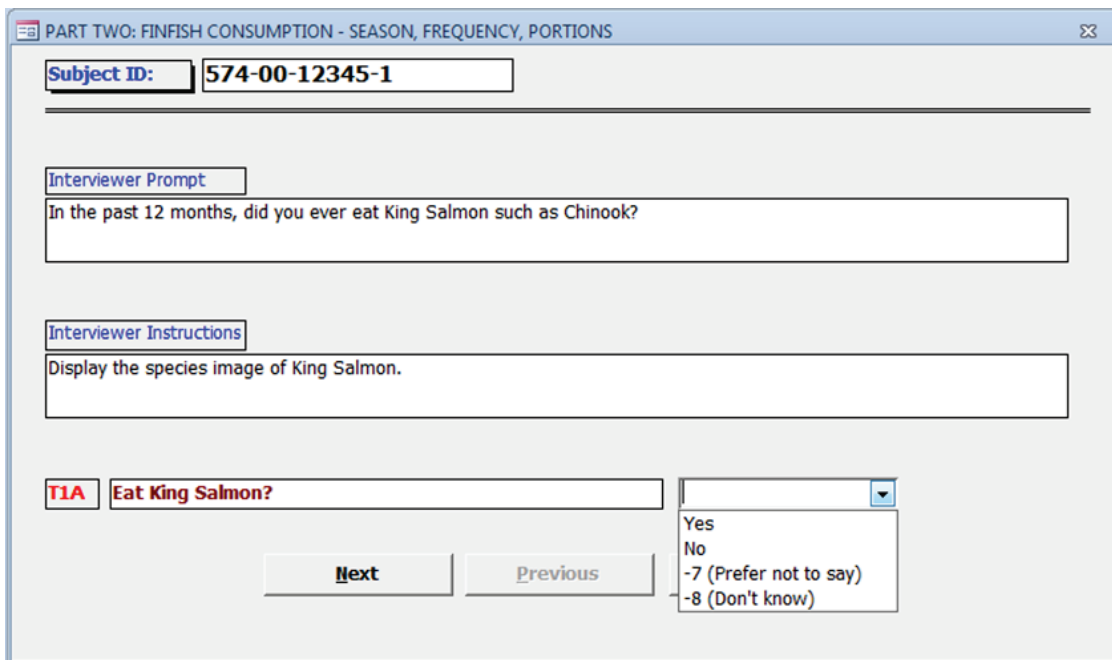 PART TWO: FINFISH CONSUMPTION - SEASON, FREQUENCY, PORTIONS
Subject ID: 574-00-12345-1
Interviewer Prompt
In the past 12 months, did you ever eat King Salmon such as Chinook?
Interviewer Instructions
Display the species image of King Salmon.
T1A Eat King Salmon?
Yes
No
-7 (Prefer not to say)
-8 (Don't know)
Next Previous